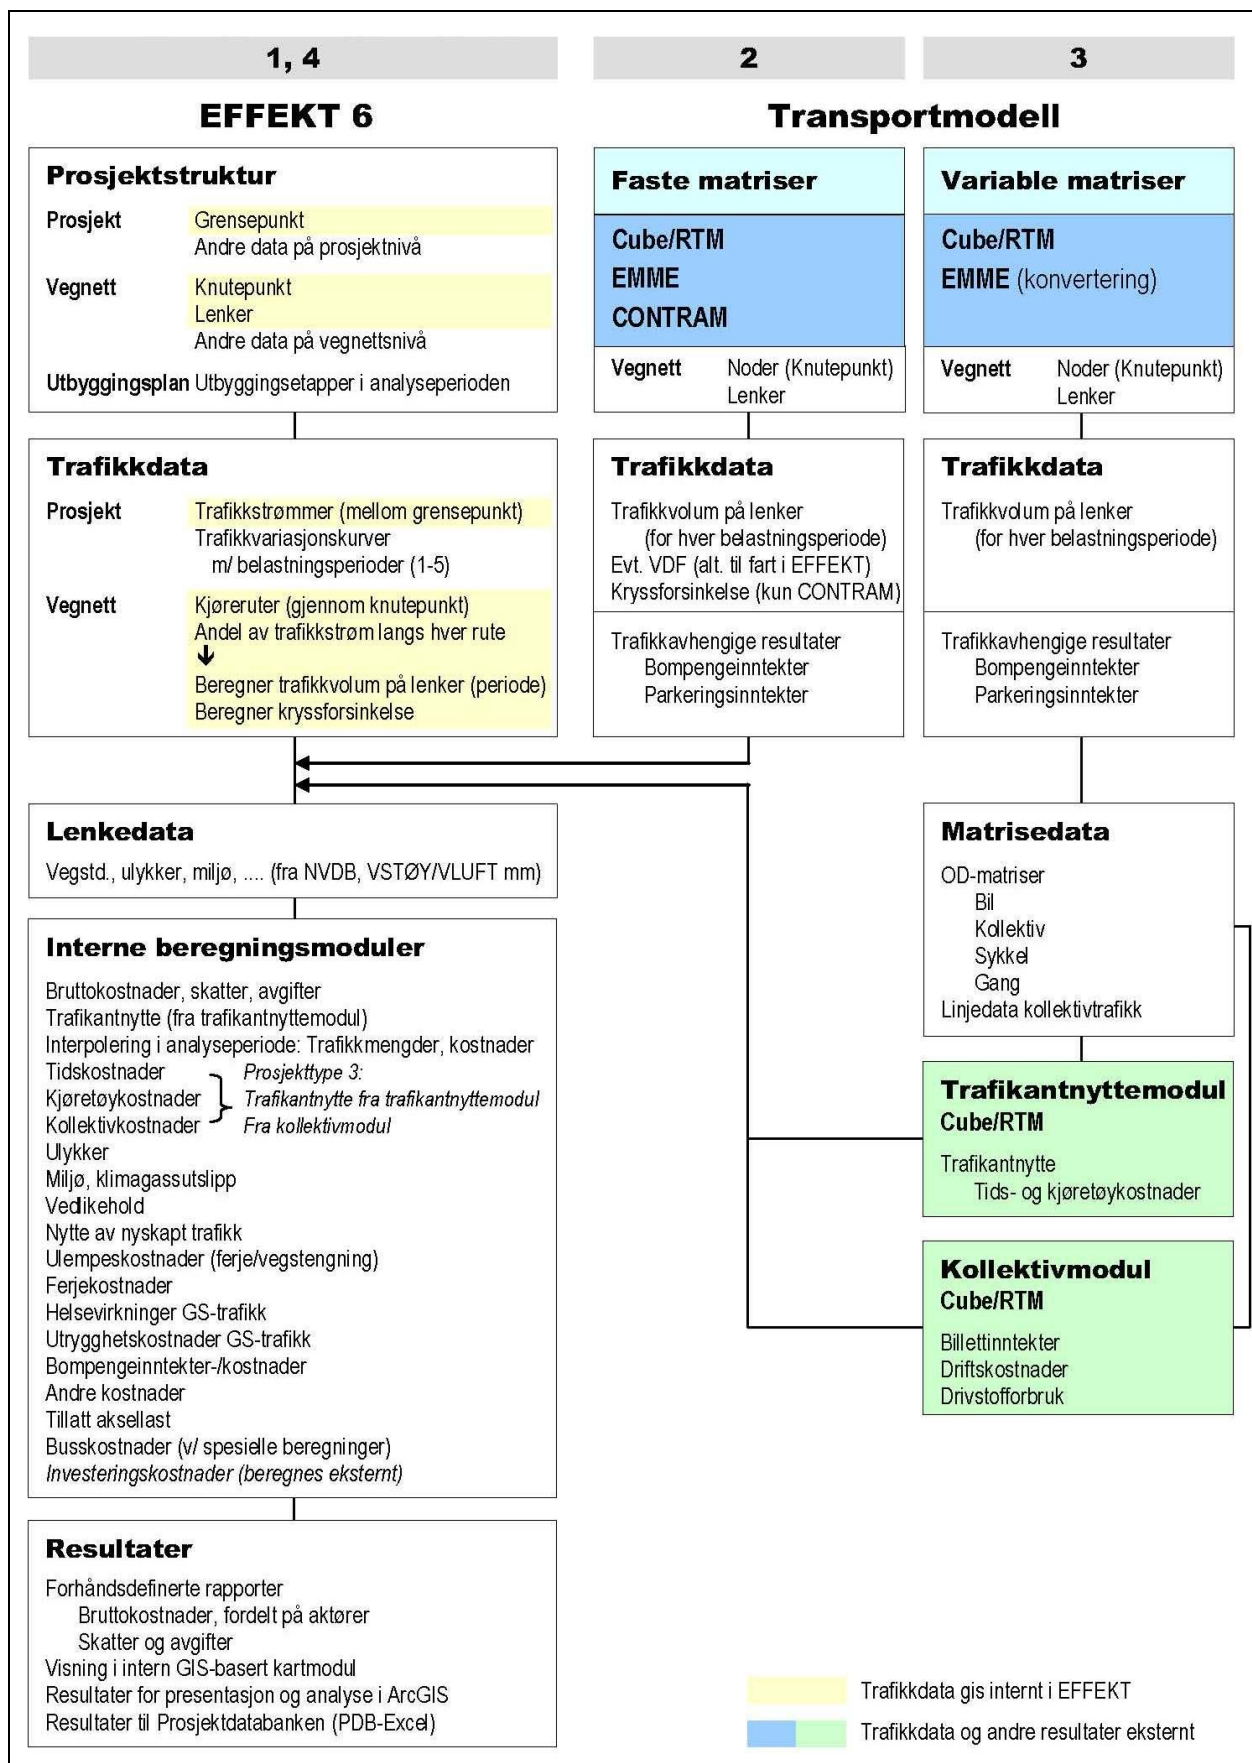 1, 4
EFFEKT 6
Prosjektstruktur
Prosjekt Grensepunkt
Andre data på prosjektnivå
Vegnett Knutepunkt
Lenker
Andre data på vegnettsnivå
Utbyggingsplan Utbyggingsetapper i analyseperioden
Trafikkdata
Prosjekt Trafikkstrømmer (mellom grensepunkt)
Trafikkvariasjonskurver
m/ belastningsperioder (1-5)
Vegnett Kjøreruter (gjennom knutepunkt)
Andel av trafikkstrøm langs hver rute
Beregner trafikkvolum på lenker (periode)
Beregner kryssforsinkelse
Lenkedata
Vegstd., ulykker, miljø, .... (fra NVDB, VSTØY/VLUFT mm)
Interne beregningsmoduler
Bruttokostnader, skatter, avgifter
Trafikantnytte (fra trafikantnyttemodul)
Interpolering i analyseperiode: Trafikkmengder, kostnader
Tidskostnader Prosjekttype 3:
Kjøretøykostnader Trafikantnytte fra trafikantnyttemodul
Kollektivkostnader Fra kollektivmodul
Ulykker
Miljø, klimagassutslipp
Vedlikehold
Nytte av nyskapt trafikk
Ulempeskostnader (ferje/vegstengning)
Ferjekostnader
Helsevirkninger GS-trafikk
Utrygghetskostnader GS-trafikk
Bompengeinntekter-/kostnader
Andre kostnader
Tillatt aksellast
Busskostnader (v/ spesielle beregninger)
Investeringskostnader (beregnes eksternt)
Resultater
Forhåndsdefinerte rapporter
Bruttokostnader, fordelt på aktører
Skatter og avgifter
Visning i intern GIS-basert kartmodul
Resultater for presentasjon og analyse i ArcGIS
Resultater til Prosjektdatabanken (PDB-Excel)
2
3
Transportmodell
Faste matriser
Cube/RTM
EMME
CONTRAM
Vegnett Noder (Knutepunkt)
Lenker
Trafikkdata
Trafikkvolum på lenker
(for hver belastningsperiode)
Evt. VDF (alt. til fart i EFFEKT)
Kryssforsinkelse (kun CONTRAM)
Trafikkavhengige resultater
Bompengeinntekter
Parkeringsinntekter
Variable matriser
Cube/RTM
EMME (konvertering)
Vegnett Noder (Knutepunkt)
Lenker
Trafikkdata
Trafikkvolum på lenker
(for hver belastningsperiode)
Trafikkavhengige resultater
Bompengeinntekter
Parkeringsinntekter
Matrisedata
OD-matriser
Bil
Kollektiv
Sykkel
Gang
Linjedata kollektivtrafikk
Trafikantnyttemodul
Cube/RTM
Trafikantnytte
Tids- og kjøretøykostnader
Kollektivmodul
Cube/RTM
Billettinntekter
Driftskostnader
Drivstofforbruk
Trafikkdata gis internt i EFFEKT
Trafikkdata og andre resultater eksternt